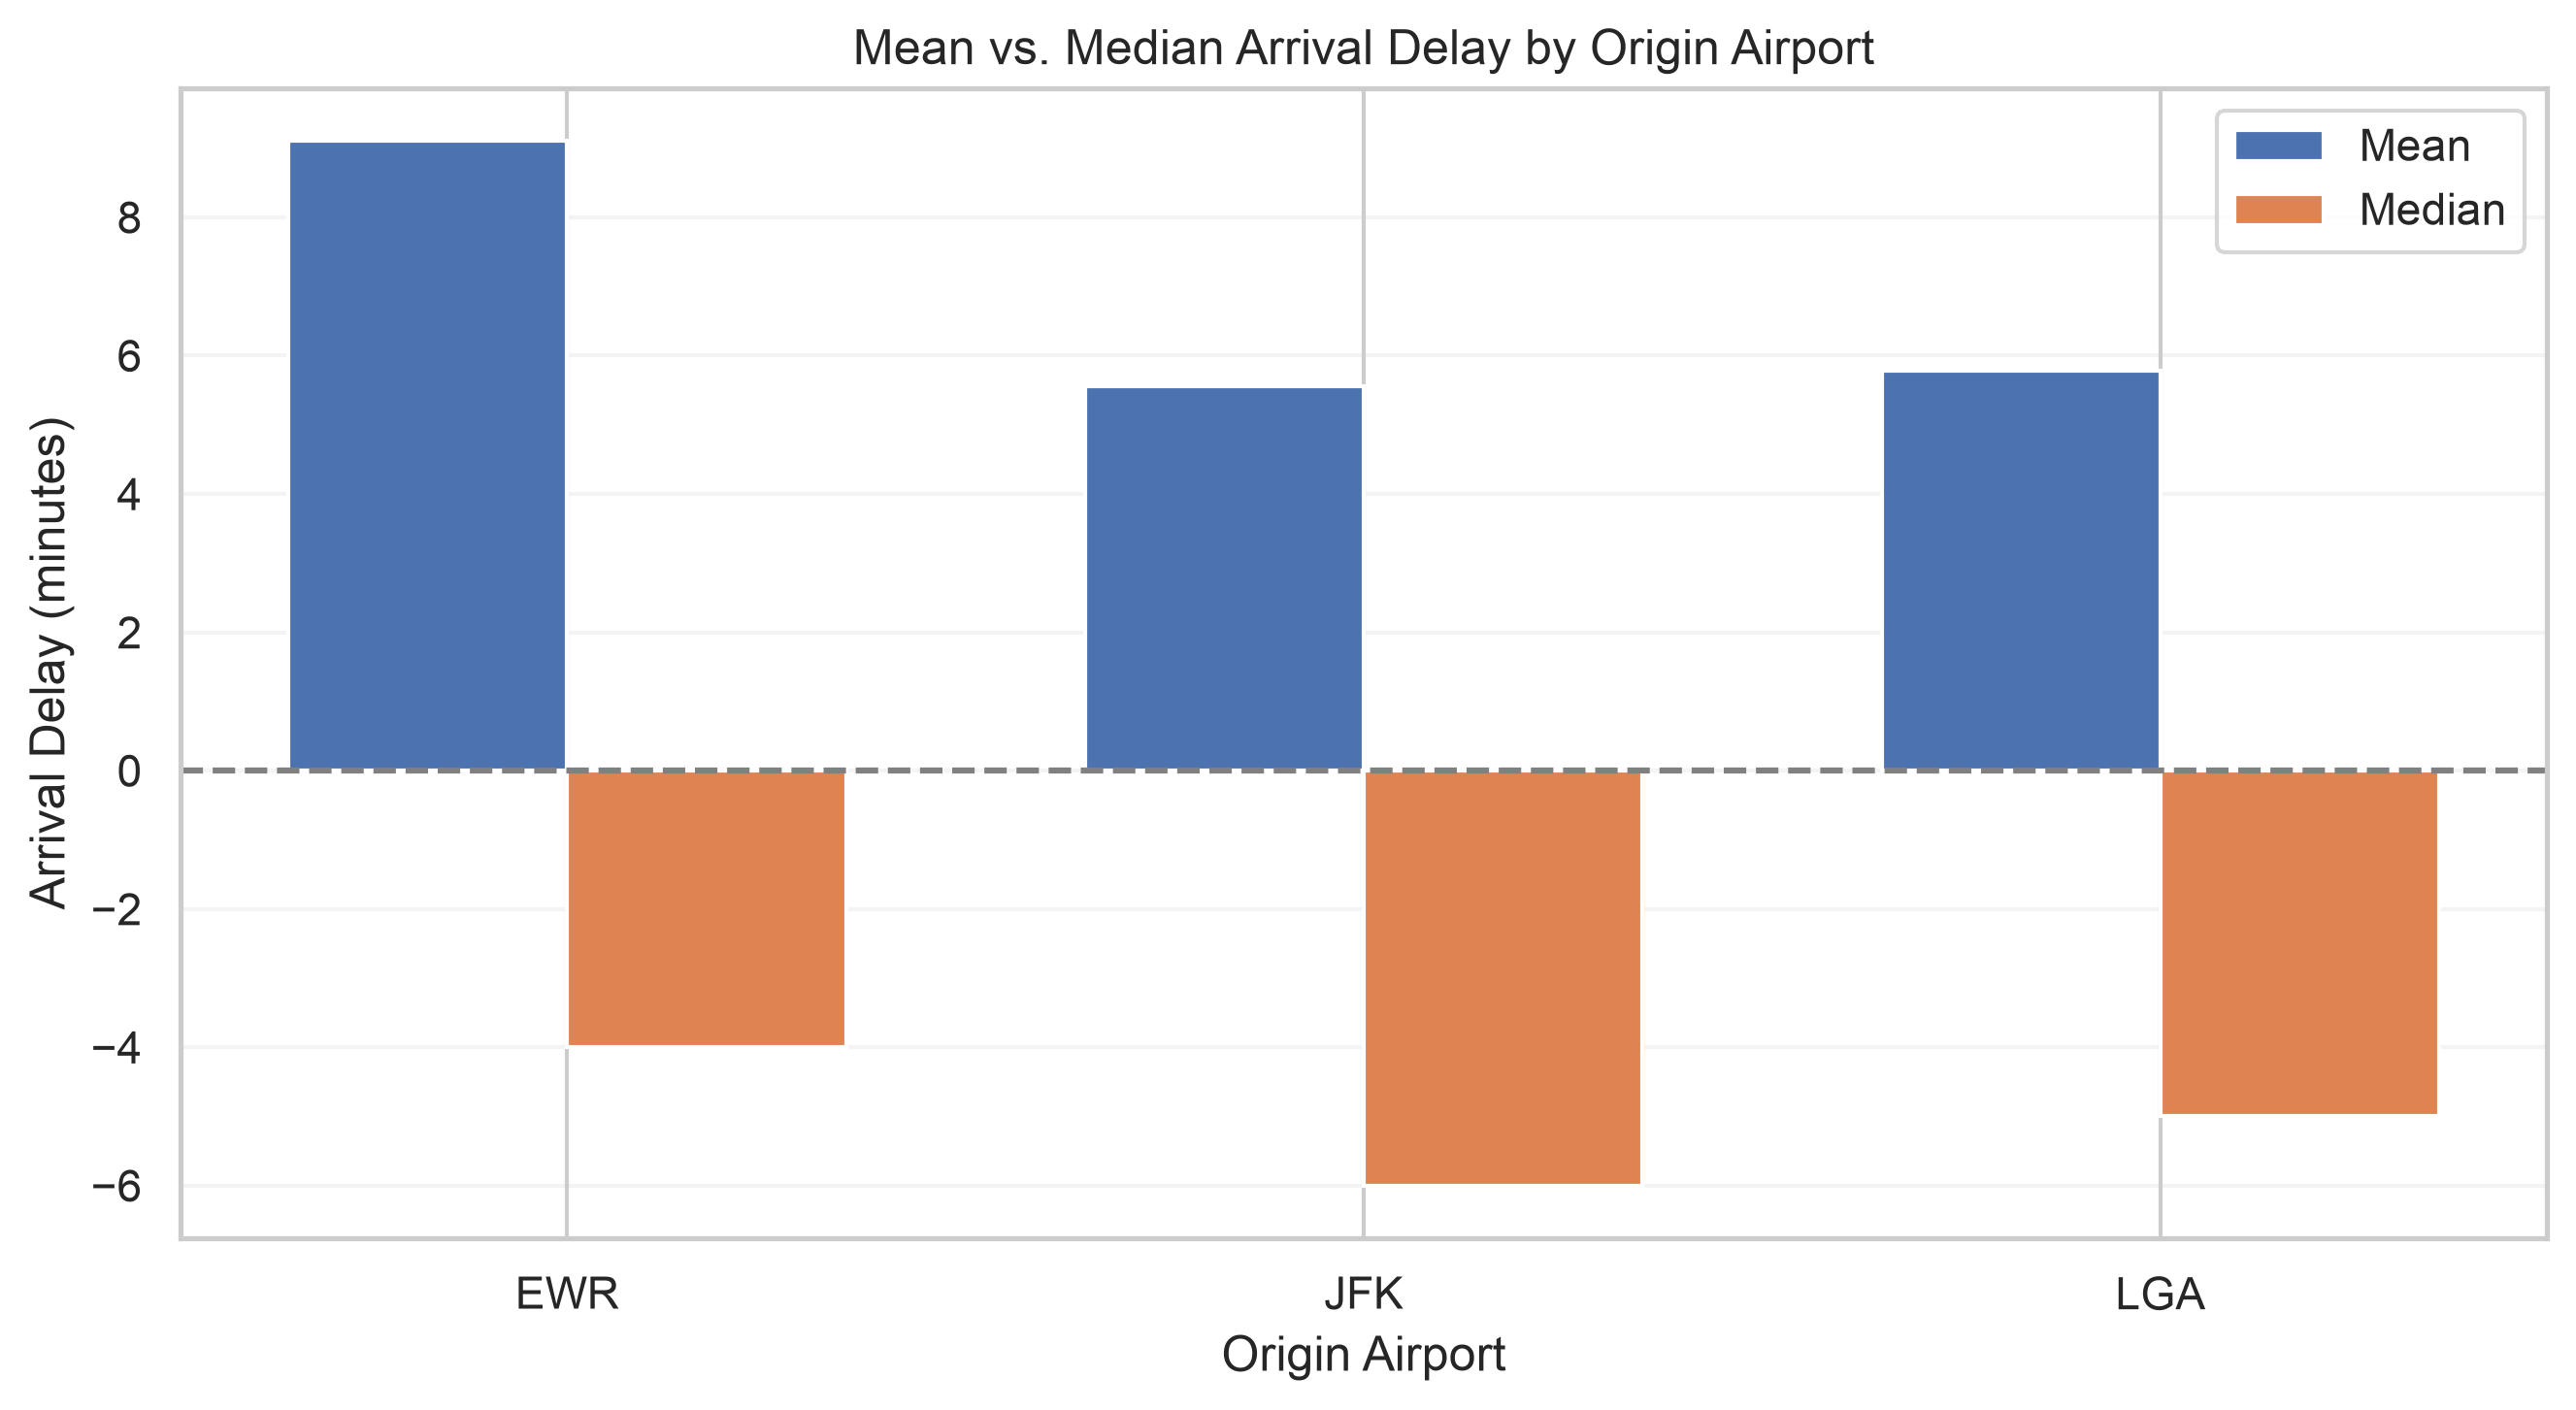 Mean vs. Median Arrival Delay by Origin Airport
Mean
Median
Arrival Delay (minutes)
8
6
4
2
0
−2
−4
−6
EWR
JFK
LGA
Origin Airport